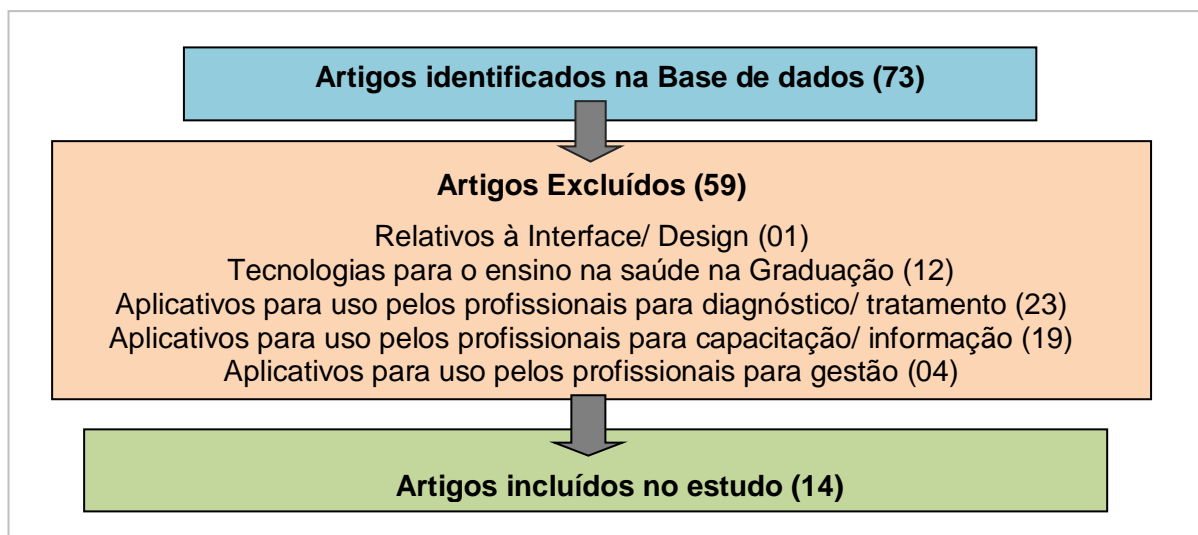 Artigos identificados na Base de dados (73)
Artigos Excluídos (59)
Relativos à Interface/ Design (01)
Tecnologias para o ensino na saúde na Graduação (12)
Aplicativos para uso pelos profissionais para diagnóstico/ tratamento (23)
Aplicativos para uso pelos profissionais para capacitação/ informação (19)
Aplicativos para uso pelos profissionais para gestão (04)
Artigos incluídos no estudo (14)